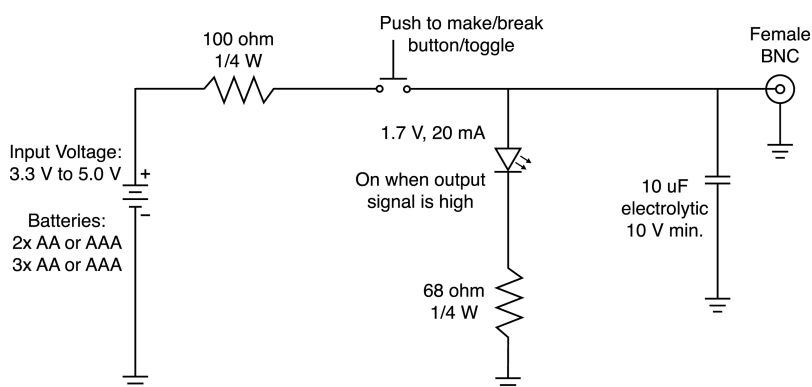 Push to make/break
button/toggle
Female
BNC
100 ohm
1/4 W
1.7 V, 20 mA
Input Voltage:
3.3 V to 5.0 V
+
−
On when output
signal is high
10 uF
electrolytic
10 V min.
Batteries:
2x AA or AAA
3x AA or AAA
68 ohm
1/4 W